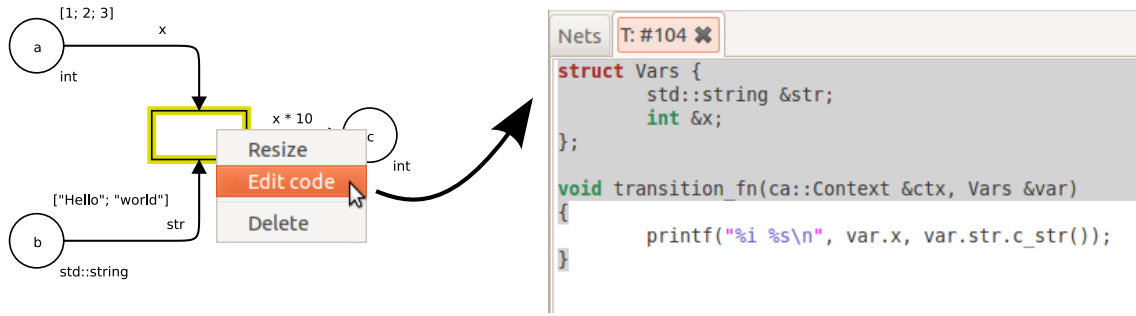 [1; 2; 3]
a
x
int
x * 10
c
int
Resize
Edit code
Delete
["Hello"; "world"]
str
b
std::string
Nets
T: #104
struct Vars {
std::string &str;
int &x;
};
void transition_fn(ca::Context &ctx, Vars &var)
{
printf("%i %s\n", var.x, var.str.c_str());
}